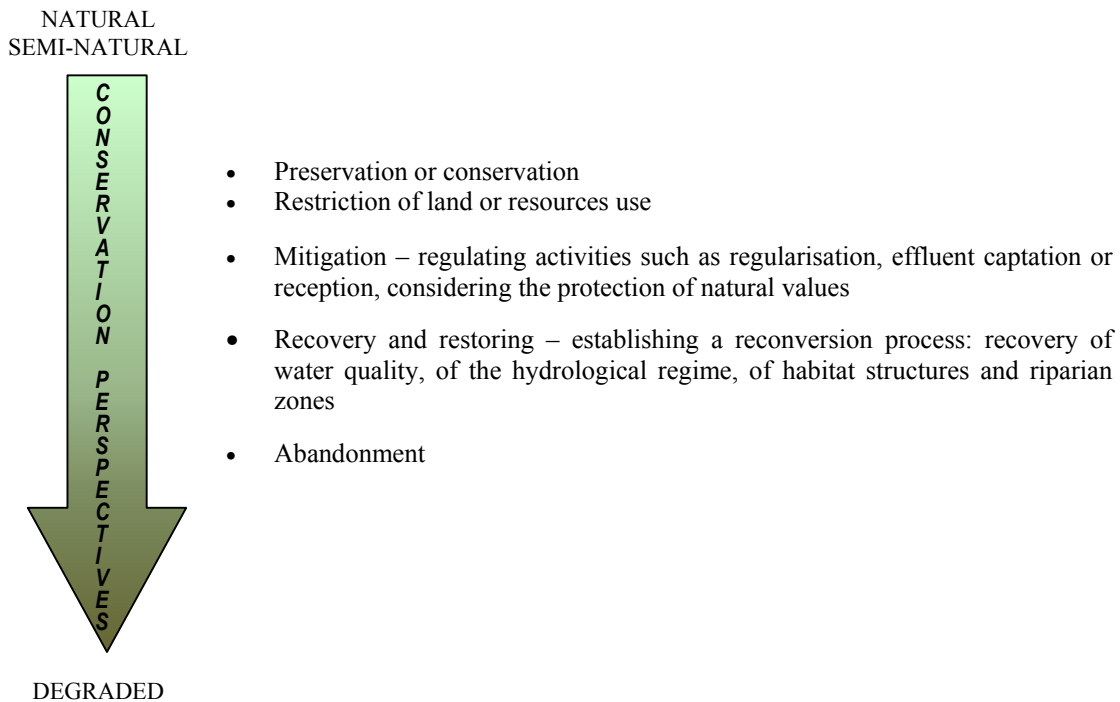 NATURAL
SEMI-NATURAL
CONSERVATION PERSPECTIVES
• Preservation or conservation
• Restriction of land or resources use
• Mitigation – regulating activities such as regularisation, effluent captation or
reception, considering the protection of natural values
• Recovery and restoring – establishing a reconversion process: recovery of
water quality, of the hydrological regime, of habitat structures and riparian
zones
• Abandonment
DEGRADED